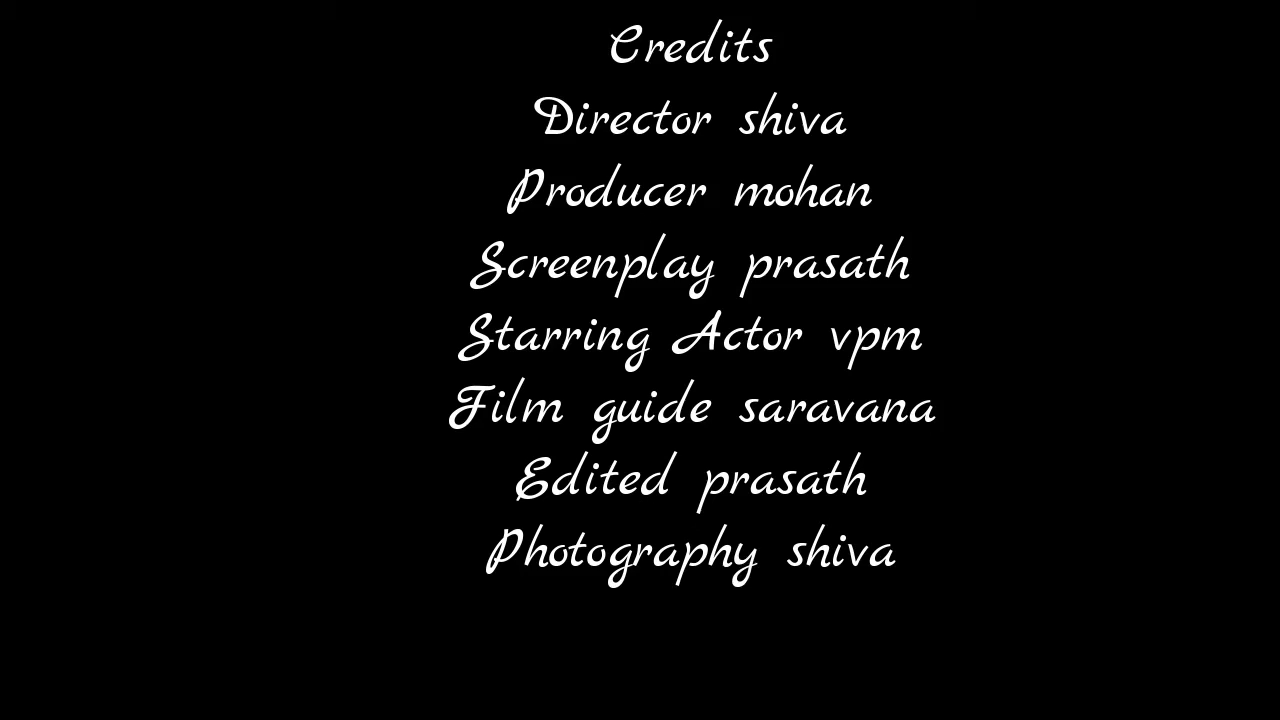 Credits
Director shiva
Producer mohan
Screenplay prasath
Starring Actor vpm
Film guide saravana
Edited prasath
Photography shiva